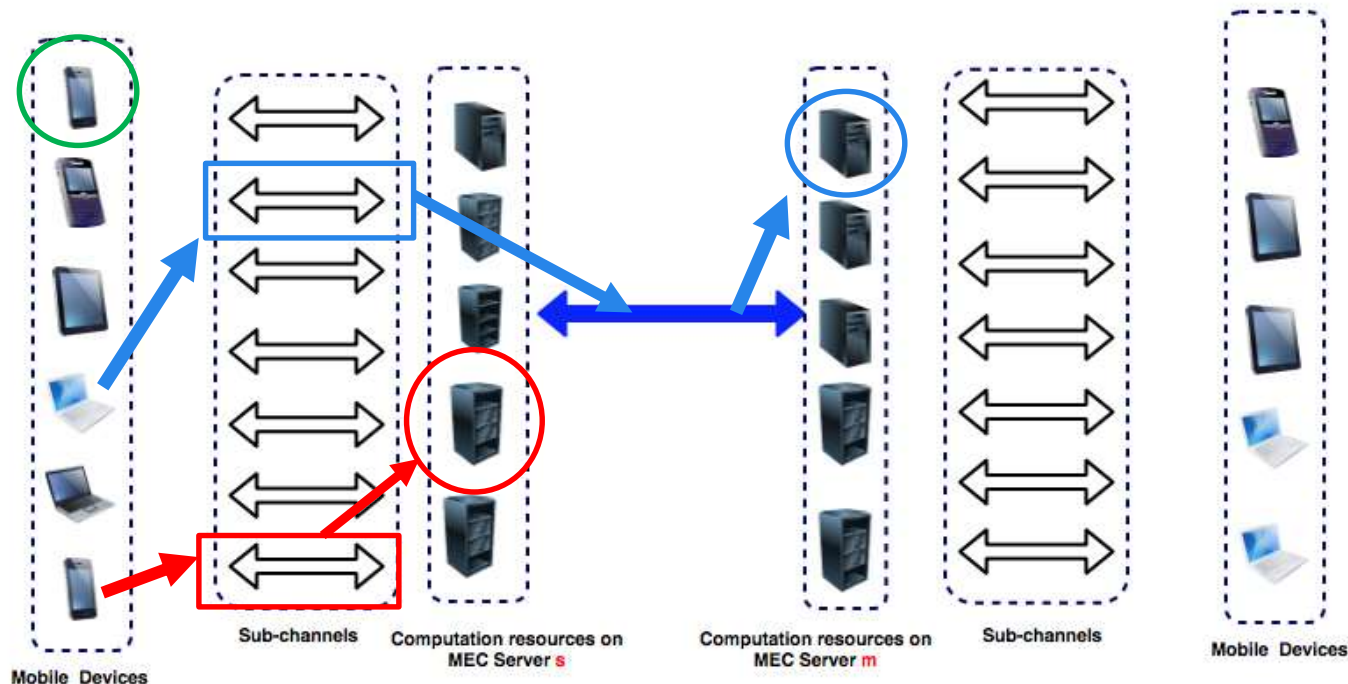 Sub-channels
Computation resources on
MEC Server s
Computation resources on
MEC Server m
Sub-channels
Mobile Devices
Mobile Devices